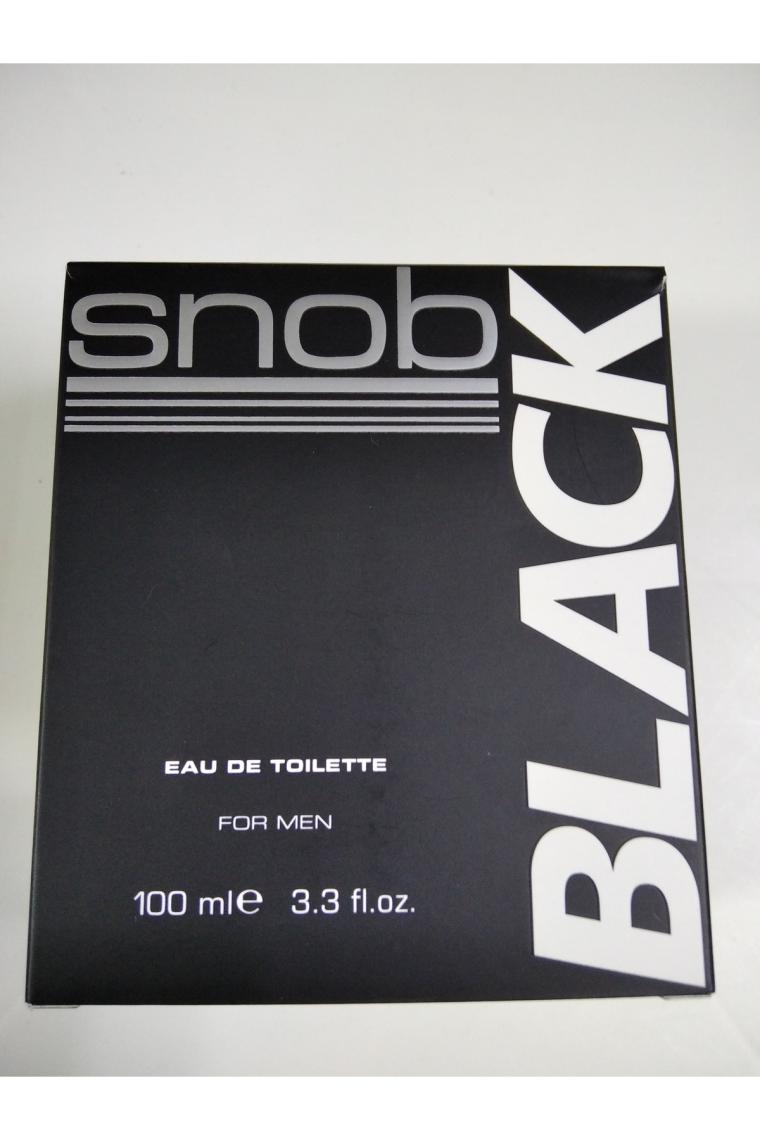 snob
BLACK
EAU DE TOILETTE
FOR MEN
100 ml℮ 3.3 fl.oz.